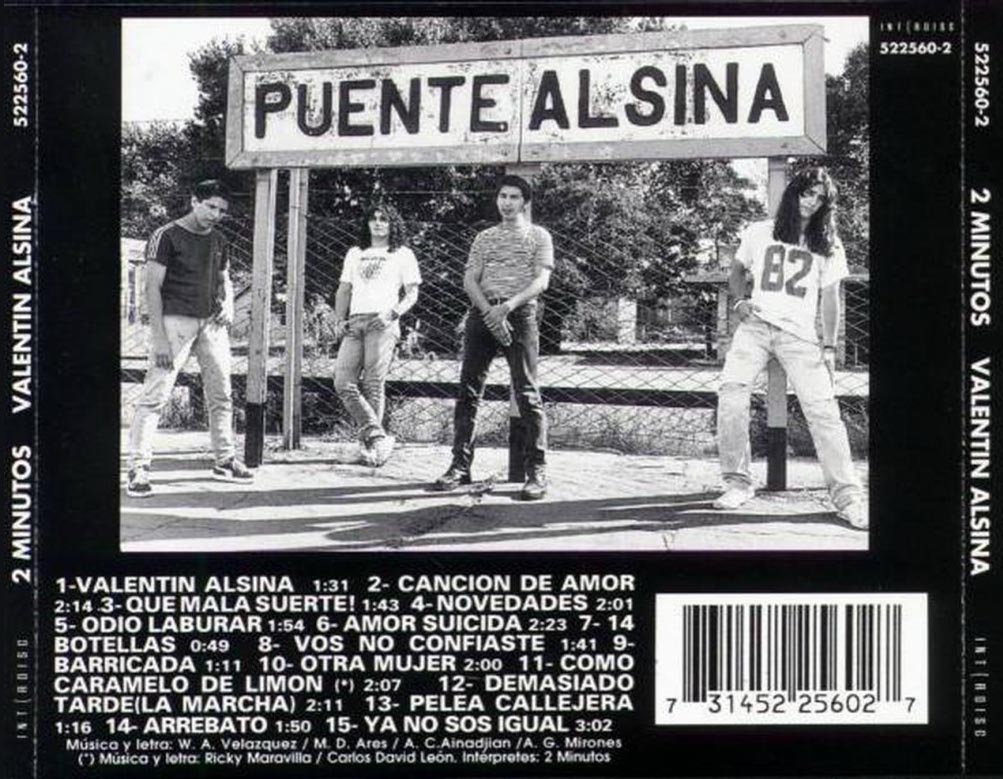 522560-2
2 MINUTOS VALENTIN ALSINA
INTERDISC
PUENTE ALSINA
82
INTERDISC
522560-2
522560-2
2 MINUTOS VALENTIN ALSINA
INTERDISC
1-VALENTIN ALSINA 1:31 2- CANCION DE AMOR
2:14 3-QUE MALA SUERTE! 1:43 4-NOVEDADES 2:01
5- ODIO LABURAR 1:54 6- AMOR SUICIDA 2:23 7- 14
BOTELLAS 0:49 8- VOS NO CONFIASTE 1:41 9-
BARRICADA 1:11 10- OTRA MUJER 2:00 11- COMO
CARAMELO DE LIMON (*) 2:07 12- DEMASIADO
TARDE(LA MARCHA) 2:11 13- PELEA CALLEJERA
1:16 14- ARREBATO 1:50 15- YA NO SOS IGUAL 3:02
Música y letra: W. A. Velazquez / M. D. Ares / A. C.Ainadjian /A. G. Mirones
(*) Música y letra: Ricky Maravilla / Carlos David León. Intérpretes: 2 Minutos
7 31452 25602 7